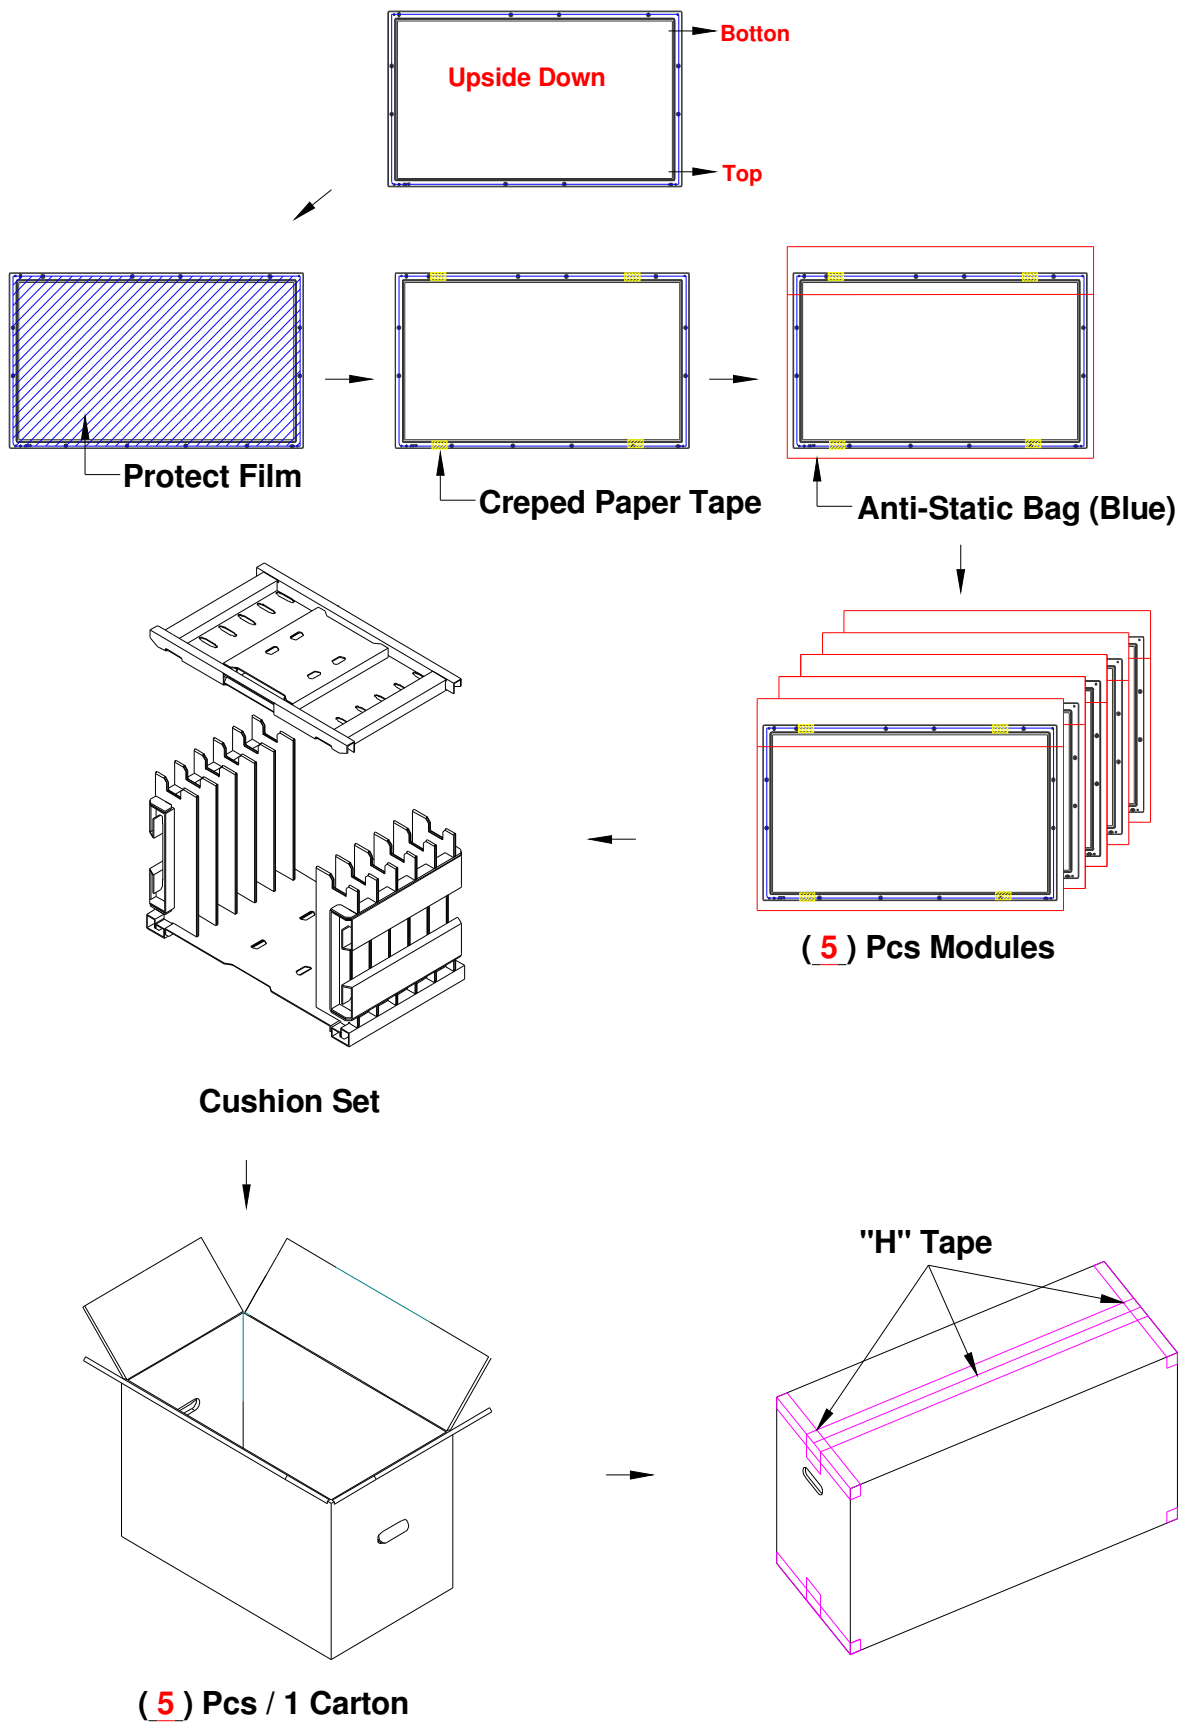 Botton
Upside Down
Top
Protect Film
Creped Paper Tape
Anti-Static Bag (Blue)
( 5 ) Pcs Modules
Cushion Set
"H" Tape
( 5 ) Pcs / 1 Carton